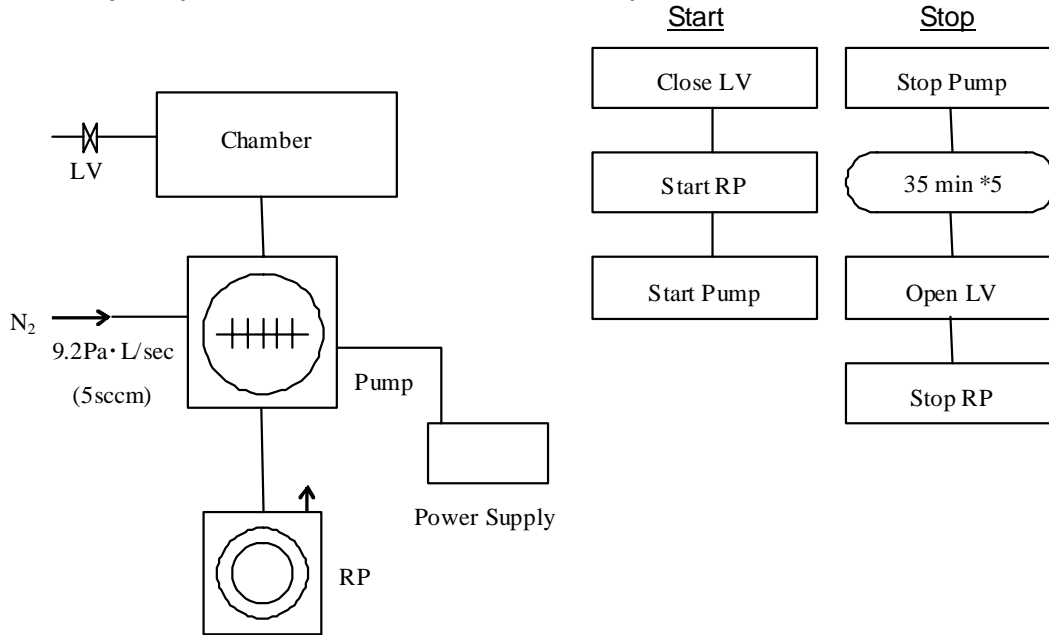 Start
Stop
Close LV
Stop Pump
Chamber
LV
Start RP
35 min *5
Start Pump
Open LV
N₂
9.2Pa・L/sec
(5sccm)
Pump
Stop RP
Power Supply
RP